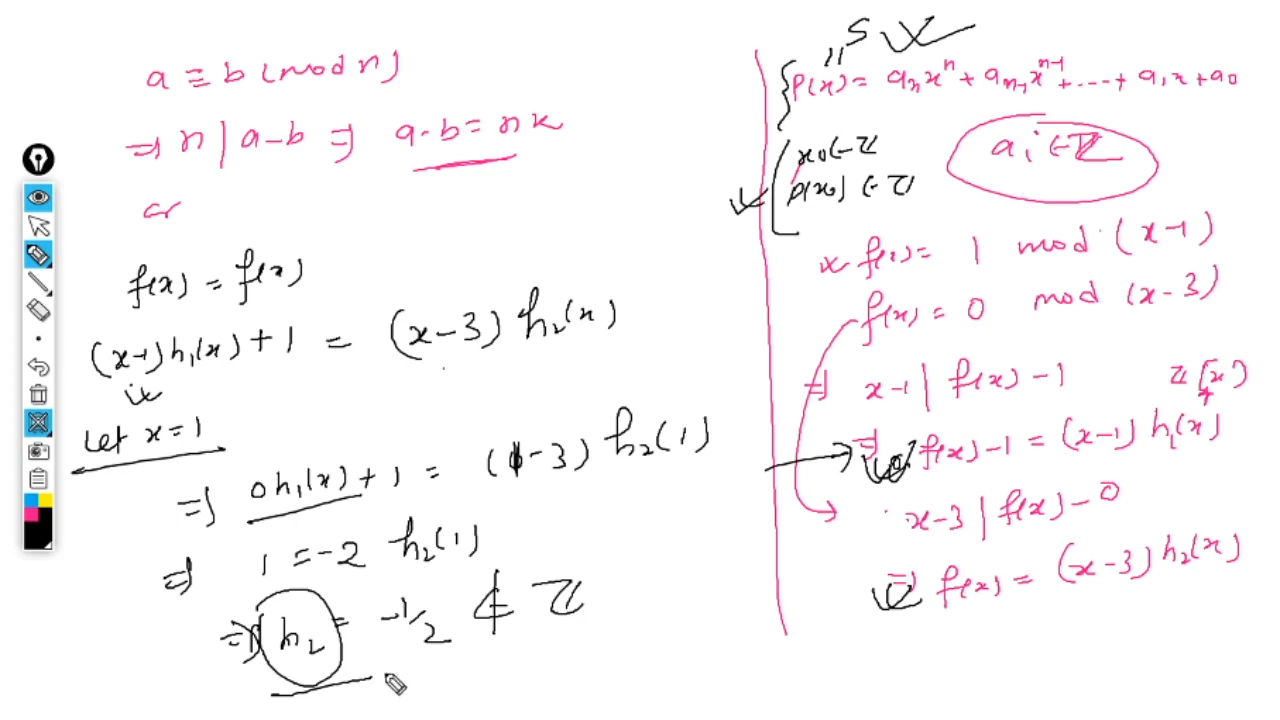 a ≡ b (mod n)
⇒ n | a-b ⇒ a-b = nk
or
f(x) = f(x)
(x-1)h₁(x) + 1 = (x-3) h₂(x)
Let x = 1
⇒ 0h₁(x) + 1 = (1-3) h₂(1)
⇒ 1 = -2 h₂(1)
⇒ h₂ = -1/2 ∉ ℤ
P(x) = aₙxⁿ + aₙ₋₁xⁿ⁻¹ + ---- + a₁x + a₀
x₀ ∈ ℤ
P(x₀) ∈ ℤ
aᵢ ∈ ℤ
f(x) = 1 mod (x-1)
f(x) = 0 mod (x-3)
⇒ x-1 | f(x) - 1 ℤ[x]
⇒ f(x) - 1 = (x-1) h₁(x)
x-3 | f(x) - 0
⇒ f(x) = (x-3) h₂(x)